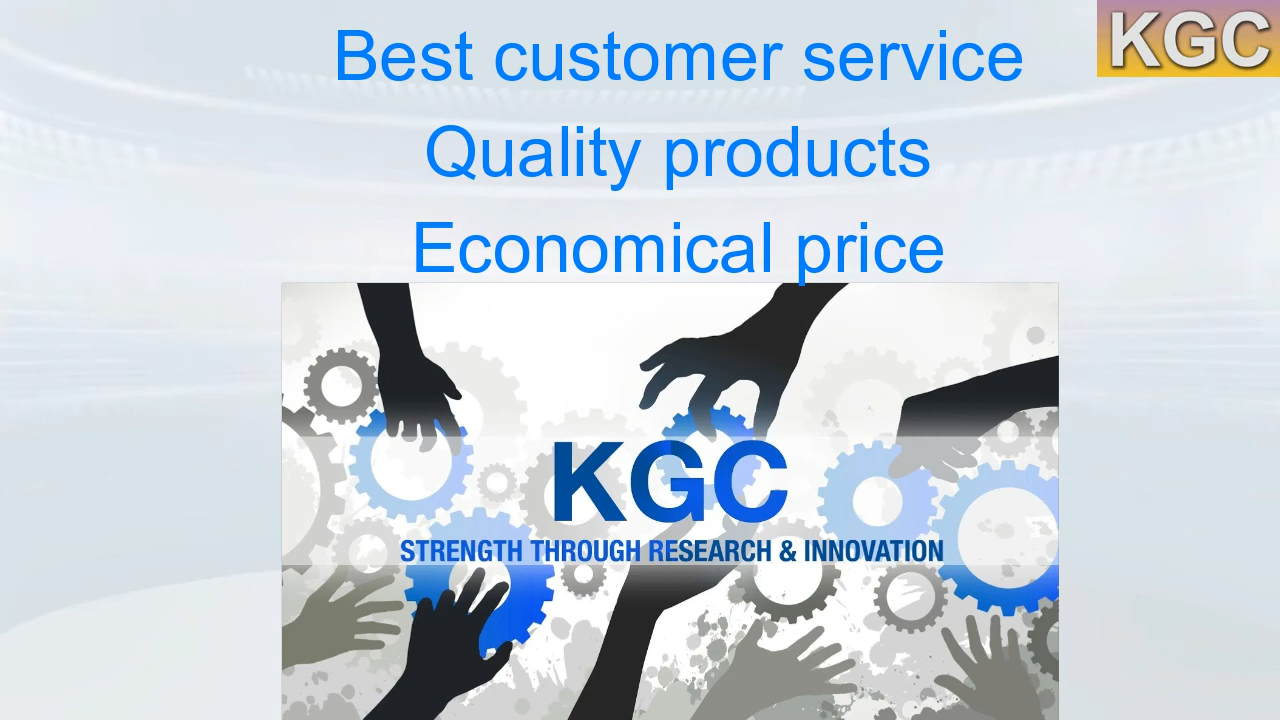 Best customer service
KGC
Quality products
Economical price
KGC
STRENGTH THROUGH RESEARCH & INNOVATION